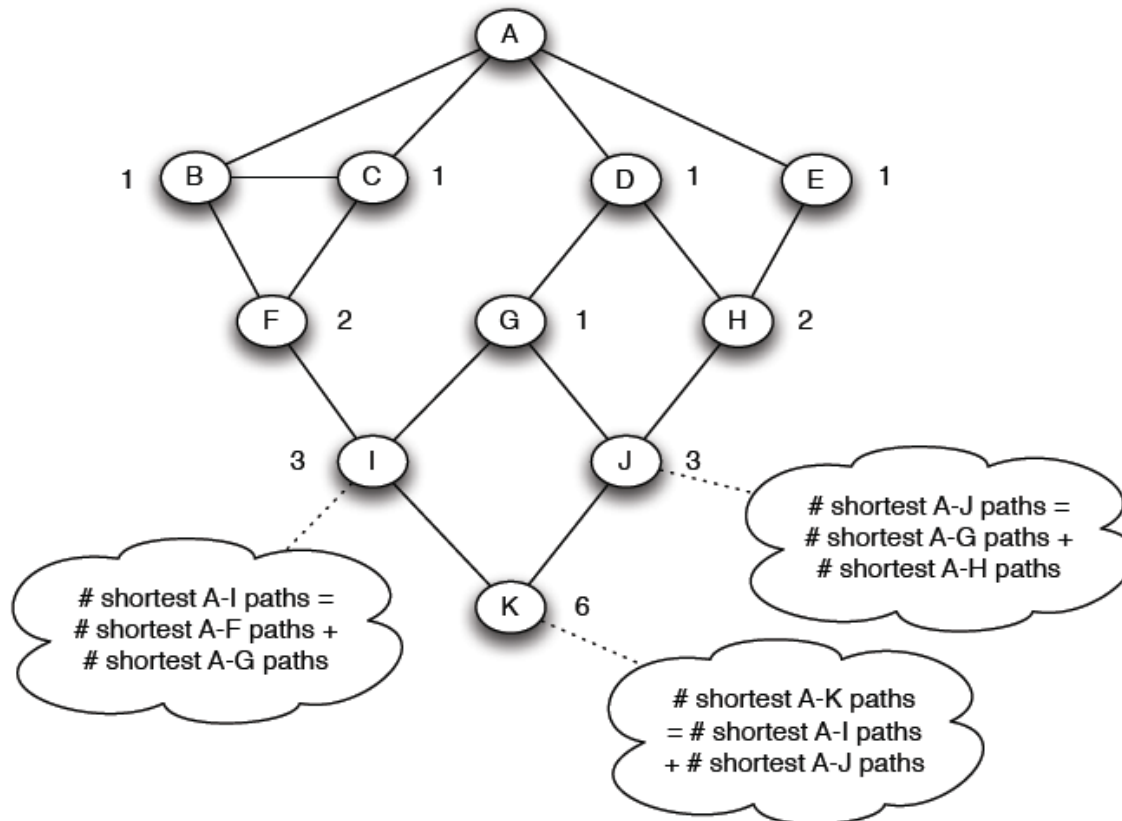 A
1 B C 1 D 1 E 1
F 2 G 1 H 2
3 I J 3
# shortest A-J paths =
# shortest A-G paths +
# shortest A-H paths
# shortest A-I paths =
# shortest A-F paths +
# shortest A-G paths
K 6
# shortest A-K paths
= # shortest A-I paths
+ # shortest A-J paths